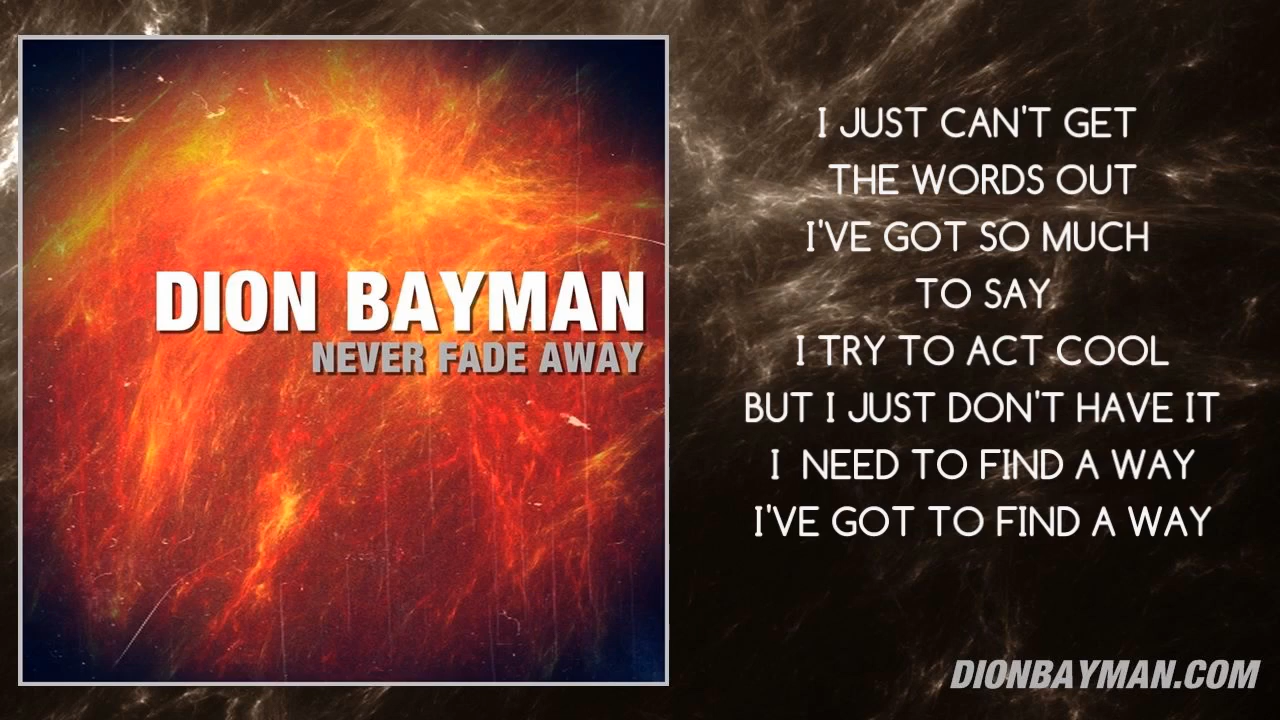 DION BAYMAN
NEVER FADE AWAY
I JUST CAN'T GET
THE WORDS OUT
I'VE GOT SO MUCH
TO SAY
I TRY TO ACT COOL
BUT I JUST DON'T HAVE IT
I NEED TO FIND A WAY
I'VE GOT TO FIND A WAY
DIONBAYMAN.COM